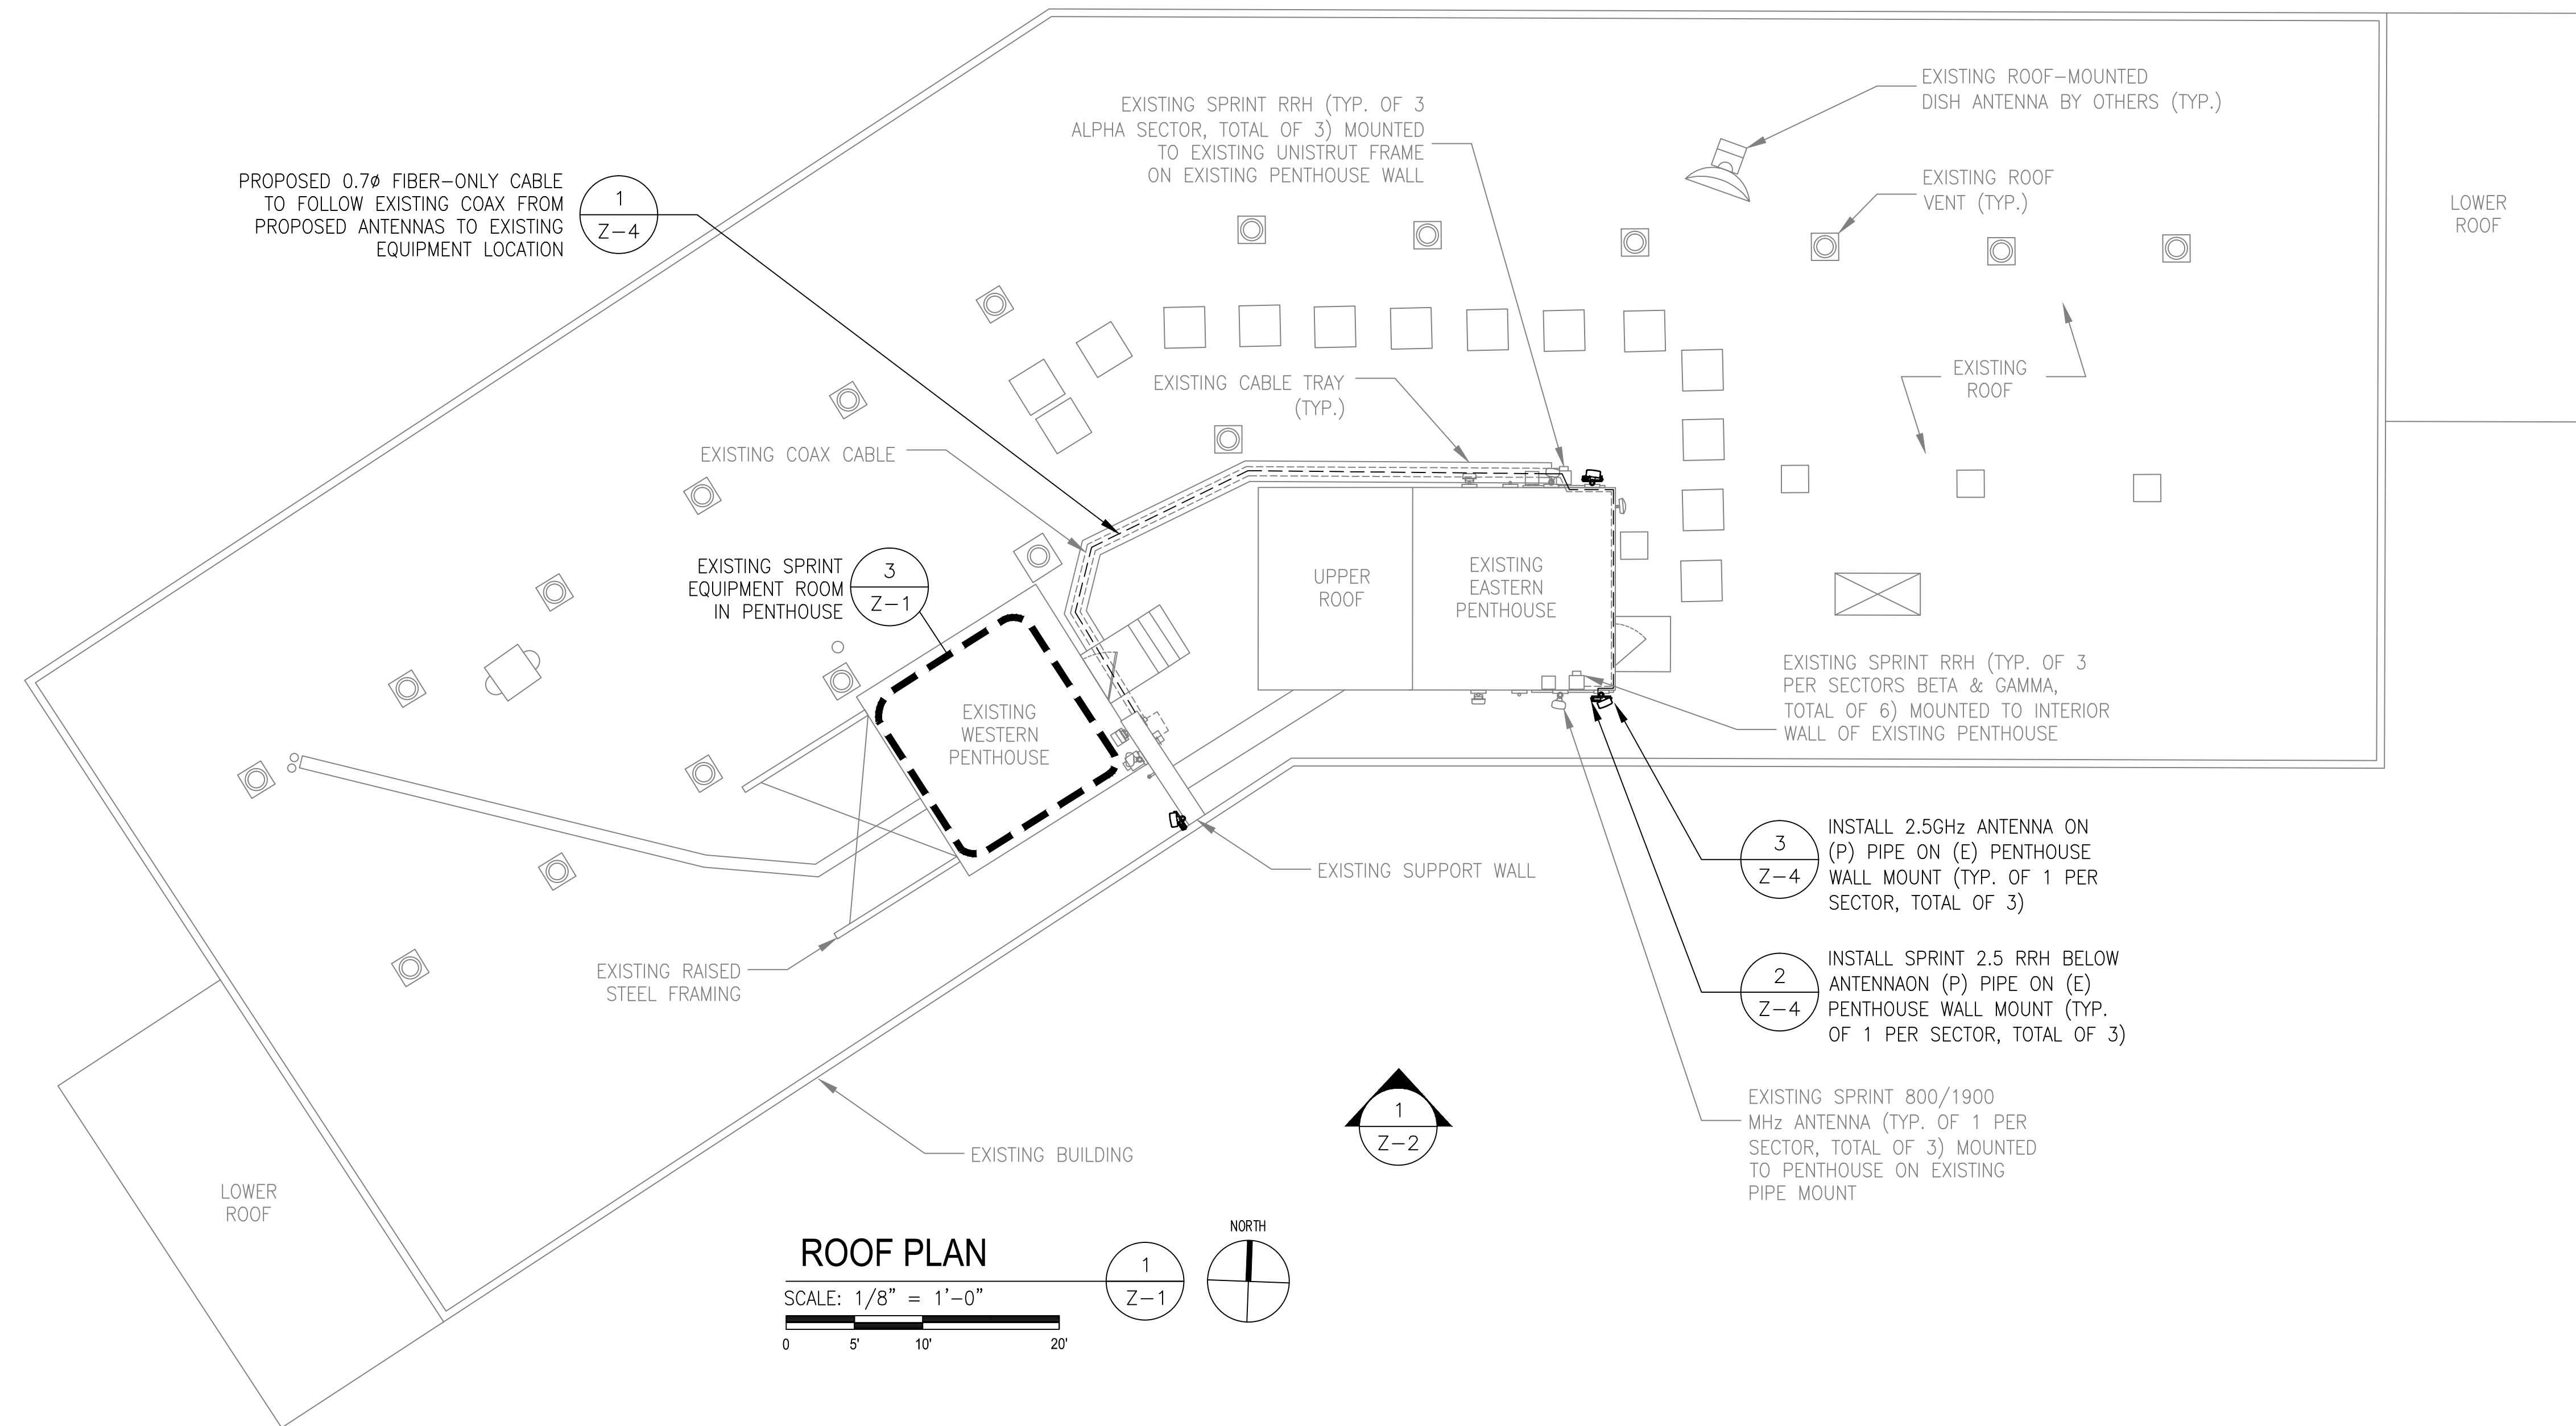 EXISTING ROOF-MOUNTED
DISH ANTENNA BY OTHERS (TYP.)
EXISTING SPRINT RRH (TYP. OF 3
ALPHA SECTOR, TOTAL OF 3) MOUNTED
TO EXISTING UNISTRUT FRAME
ON EXISTING PENTHOUSE WALL
PROPOSED 0.7ø FIBER-ONLY CABLE
TO FOLLOW EXISTING COAX FROM
PROPOSED ANTENNAS TO EXISTING
EQUIPMENT LOCATION
1
Z-4
EXISTING ROOF
VENT (TYP.)
LOWER
ROOF
EXISTING CABLE TRAY
(TYP.)
EXISTING
ROOF
EXISTING COAX CABLE
EXISTING SPRINT
EQUIPMENT ROOM
IN PENTHOUSE
3
Z-1
UPPER
ROOF
EXISTING
EASTERN
PENTHOUSE
EXISTING
WESTERN
PENTHOUSE
EXISTING SPRINT RRH (TYP. OF 3
PER SECTORS BETA & GAMMA,
TOTAL OF 6) MOUNTED TO INTERIOR
WALL OF EXISTING PENTHOUSE
3
Z-4
INSTALL 2.5GHz ANTENNA ON
(P) PIPE ON (E) PENTHOUSE
WALL MOUNT (TYP. OF 1 PER
SECTOR, TOTAL OF 3)
EXISTING SUPPORT WALL
2
Z-4
INSTALL SPRINT 2.5 RRH BELOW
ANTENNAON (P) PIPE ON (E)
PENTHOUSE WALL MOUNT (TYP.
OF 1 PER SECTOR, TOTAL OF 3)
EXISTING RAISED
STEEL FRAMING
EXISTING SPRINT 800/1900
MHz ANTENNA (TYP. OF 1 PER
SECTOR, TOTAL OF 3) MOUNTED
TO PENTHOUSE ON EXISTING
PIPE MOUNT
1
Z-2
EXISTING BUILDING
LOWER
ROOF
ROOF PLAN
SCALE: 1/8" = 1'-0"
1
Z-1
NORTH
0 5' 10' 20'